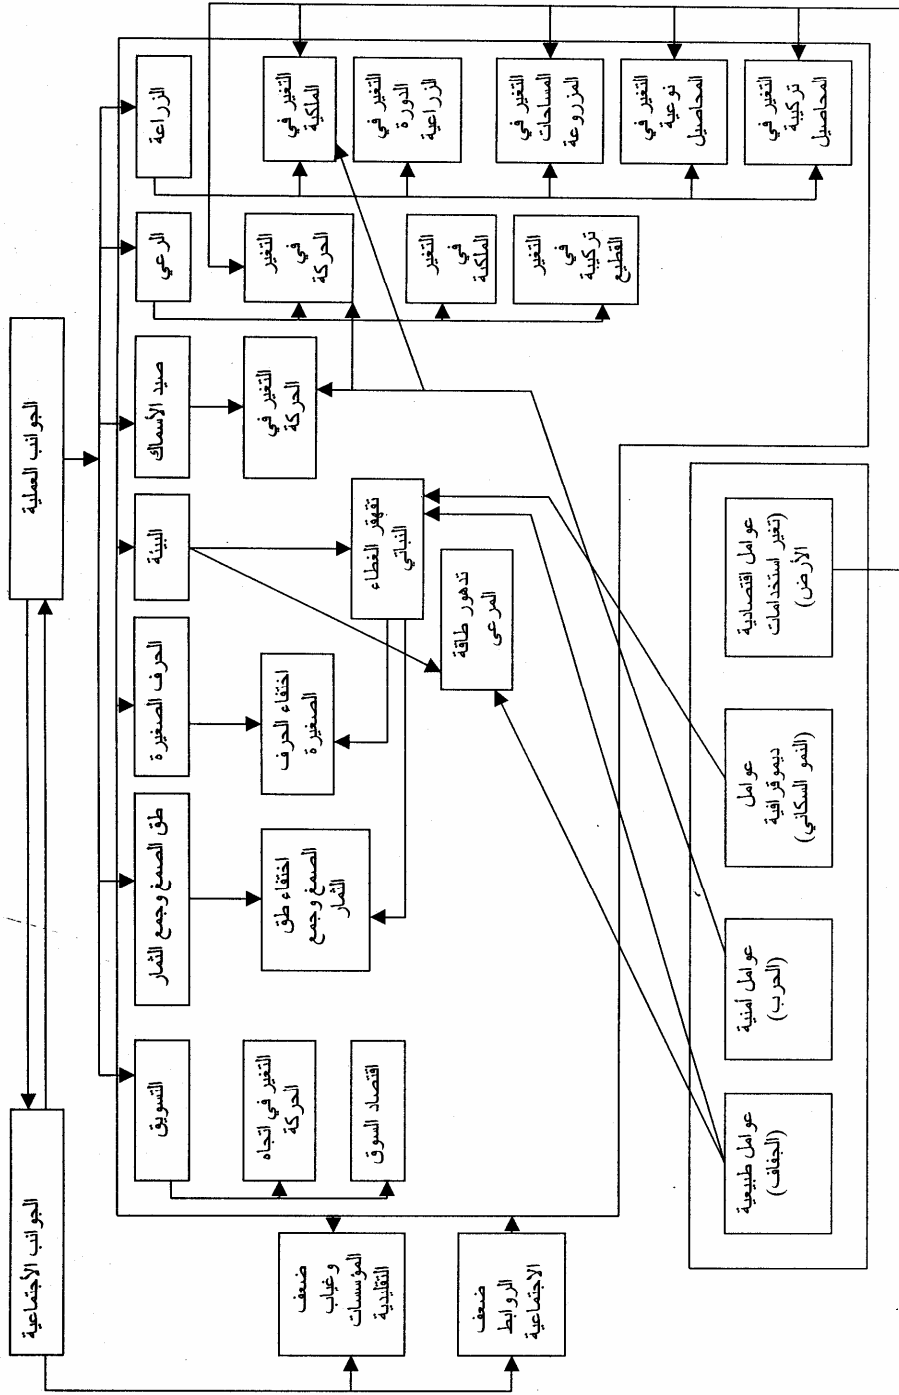 الجوانب العملية
الجوانب الأجتماعية
الزراعة
الرعي
صيد الأسماك
البيئة
الحرف الصغيرة
طق الصمغ وجمع الثمار
التسويق
التغير في
الملكية
التغير في
الدورة
الزراعية
التغير في
المساحات
المزروعة
التغير في
نوعية
المحاصيل
التغير في
تركيبة
المحاصيل
التغير
في
الحركة
التغير
في
الملكية
التغير
في
تركيبة
القطيع
التغير في
الحركة
تقهقر الغطاء
النباتي
تدهور طاقة
المرعى
اختفاء الحرف
الصغيرة
اختفاء طق
الصمغ وجمع
الثمار
التغير في اتجاه
الحركة
اقتصاد السوق
ضعف
وغياب
المؤسسات
التقليدية
ضعف
الروابط
الاجتماعية
عوامل اقتصادية
(تغير استخدامات
الأرض)
عوامل
ديموقرافية
(النمو السكاني)
عوامل أمنية
(الحرب)
عوامل طبيعية
(الجفاف)